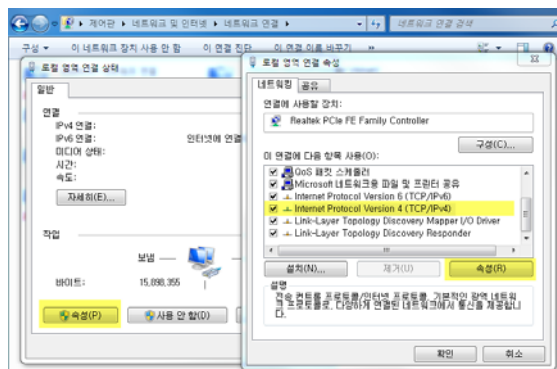 제어판 ▸ 네트워크 및 인터넷 ▸ 네트워크 연결 ▸
네트워크 연결 검색
구성 ▾ 이 네트워크 장치 사용 안 함 이 연결 진단 이 연결 이름 바꾸기 »
로컬 영역 연결 상태
일반
연결
IPv4 연결:
IPv6 연결: 인터넷에 연결
미디어 상태:
시간:
속도:
자세히(E)...
작업
보냄
바이트: 15,898,355
속성(P)
사용 안 함(D)
로컬 영역 연결 속성
네트워킹 공유
연결에 사용할 장치:
Realtek PCIe FE Family Controller
구성(C)...
이 연결에 다음 항목 사용(O):
QoS 패킷 스케줄러
Microsoft 네트워크용 파일 및 프린터 공유
Internet Protocol Version 6 (TCP/IPv6)
Internet Protocol Version 4 (TCP/IPv4)
Link-Layer Topology Discovery Mapper I/O Driver
Link-Layer Topology Discovery Responder
설치(N)... 제거(U) 속성(R)
설명
전송 컨트롤 프로토콜/인터넷 프로토콜. 기본적인 광역 네트워
크 프로토콜로, 다양하게 연결된 네트워크에서 통신을 제공합니
다.
확인 취소